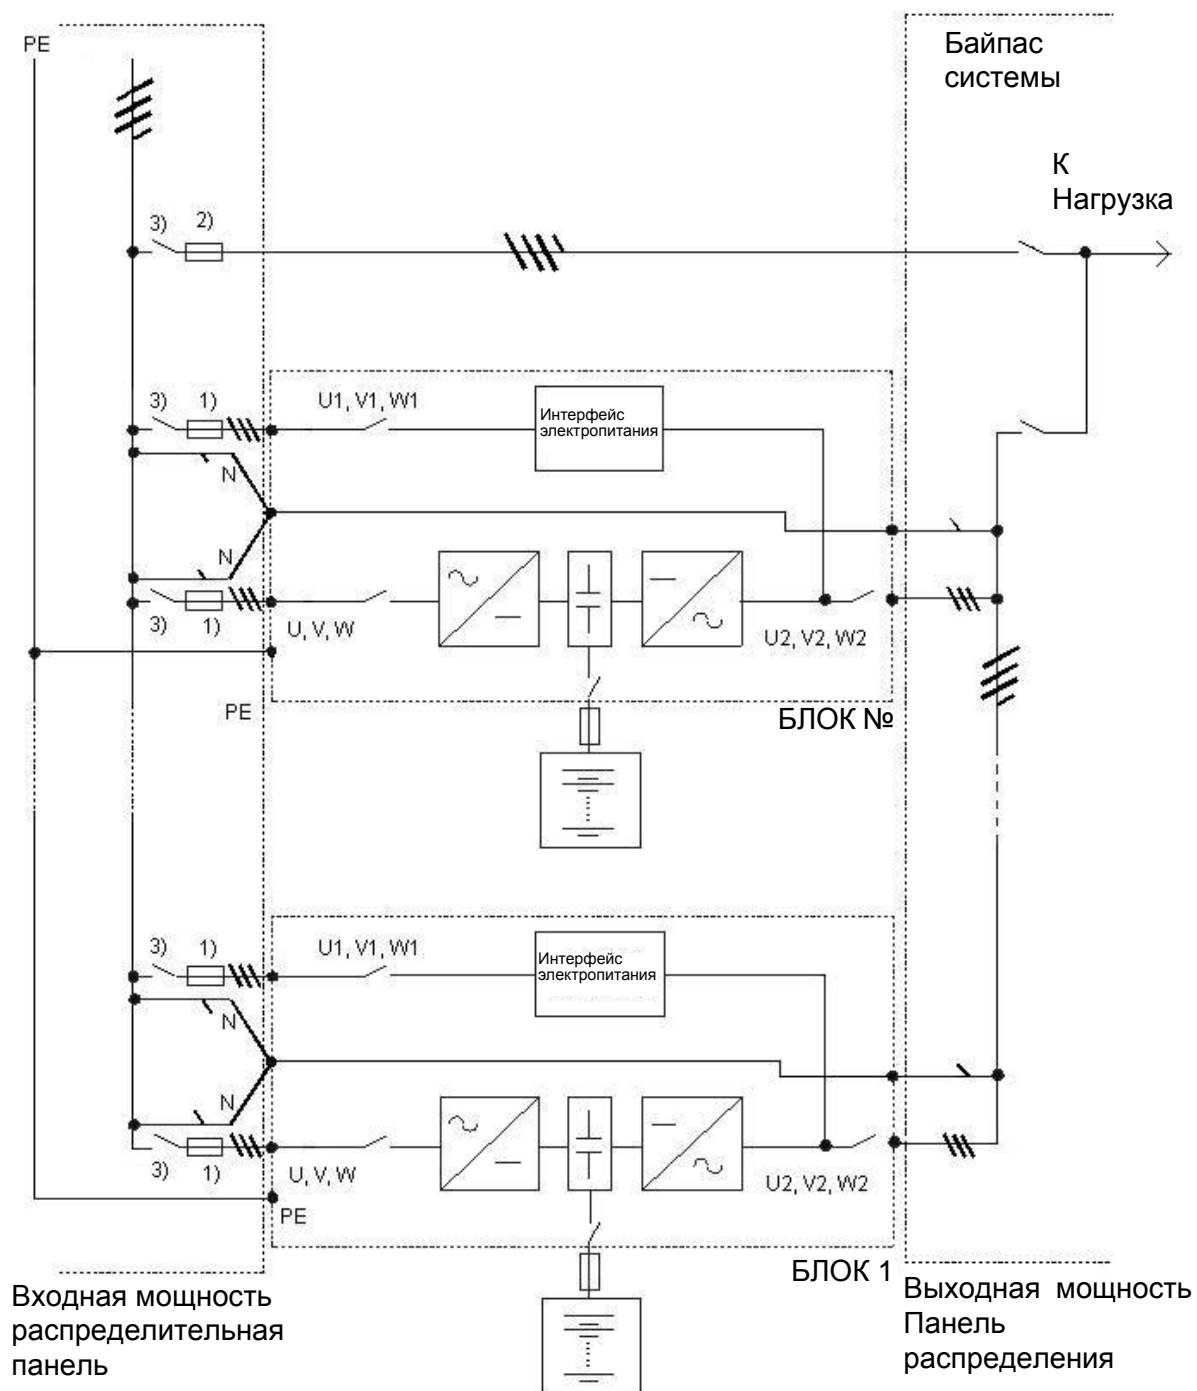 PE
Байпас
системы
К
Нагрузка
3)
2)
3)
1)
U1, V1, W1
Интерфейс
электропитания
N
N
3)
1)
U, V, W
U2, V2, W2
PE
БЛОК №
3)
1)
U1, V1, W1
Интерфейс
электропитания
N
N
3)
1)
U, V, W
U2, V2, W2
PE
БЛОК 1
Входная мощность
распределительная
панель
Выходная мощность
Панель
распределения